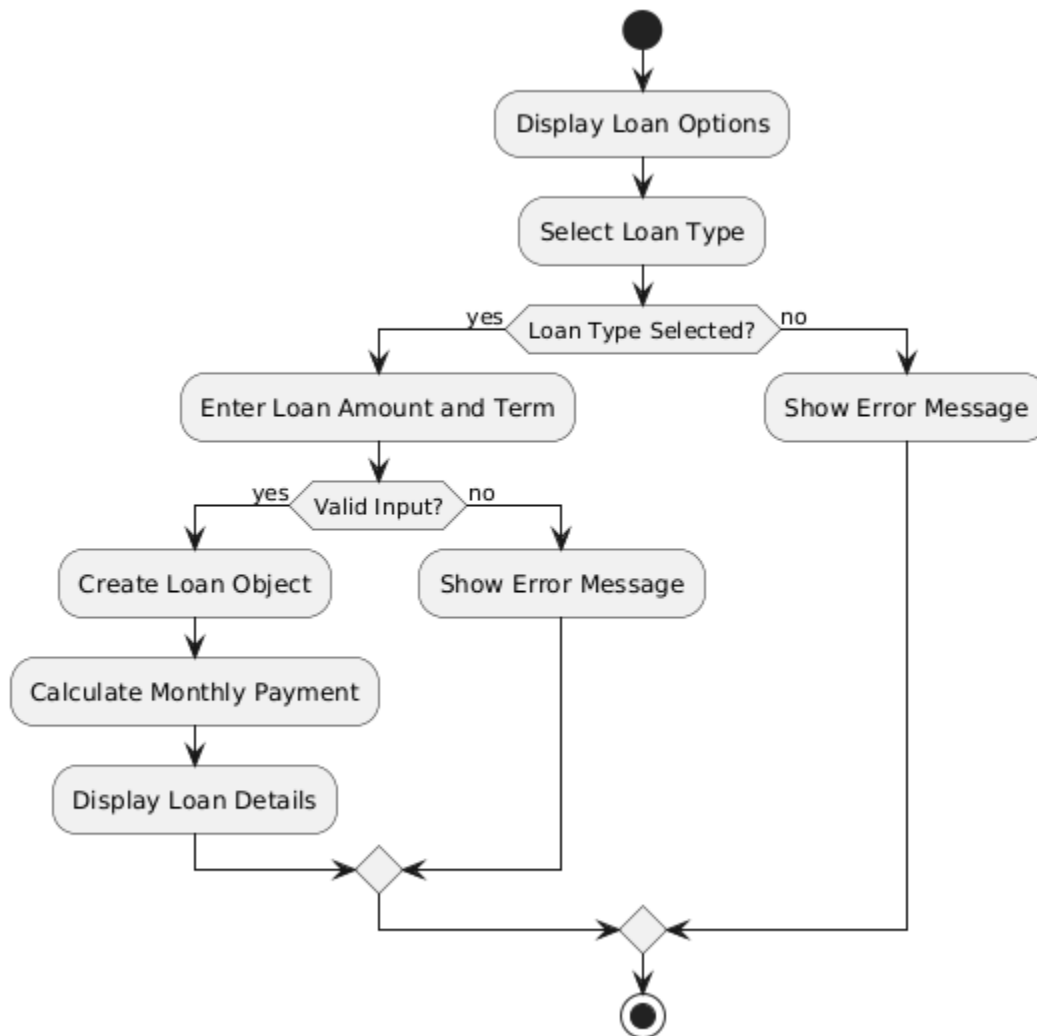 Display Loan Options
Select Loan Type
yes
Loan Type Selected?
no
Enter Loan Amount and Term
Show Error Message
yes
Valid Input?
no
Create Loan Object
Show Error Message
Calculate Monthly Payment
Display Loan Details